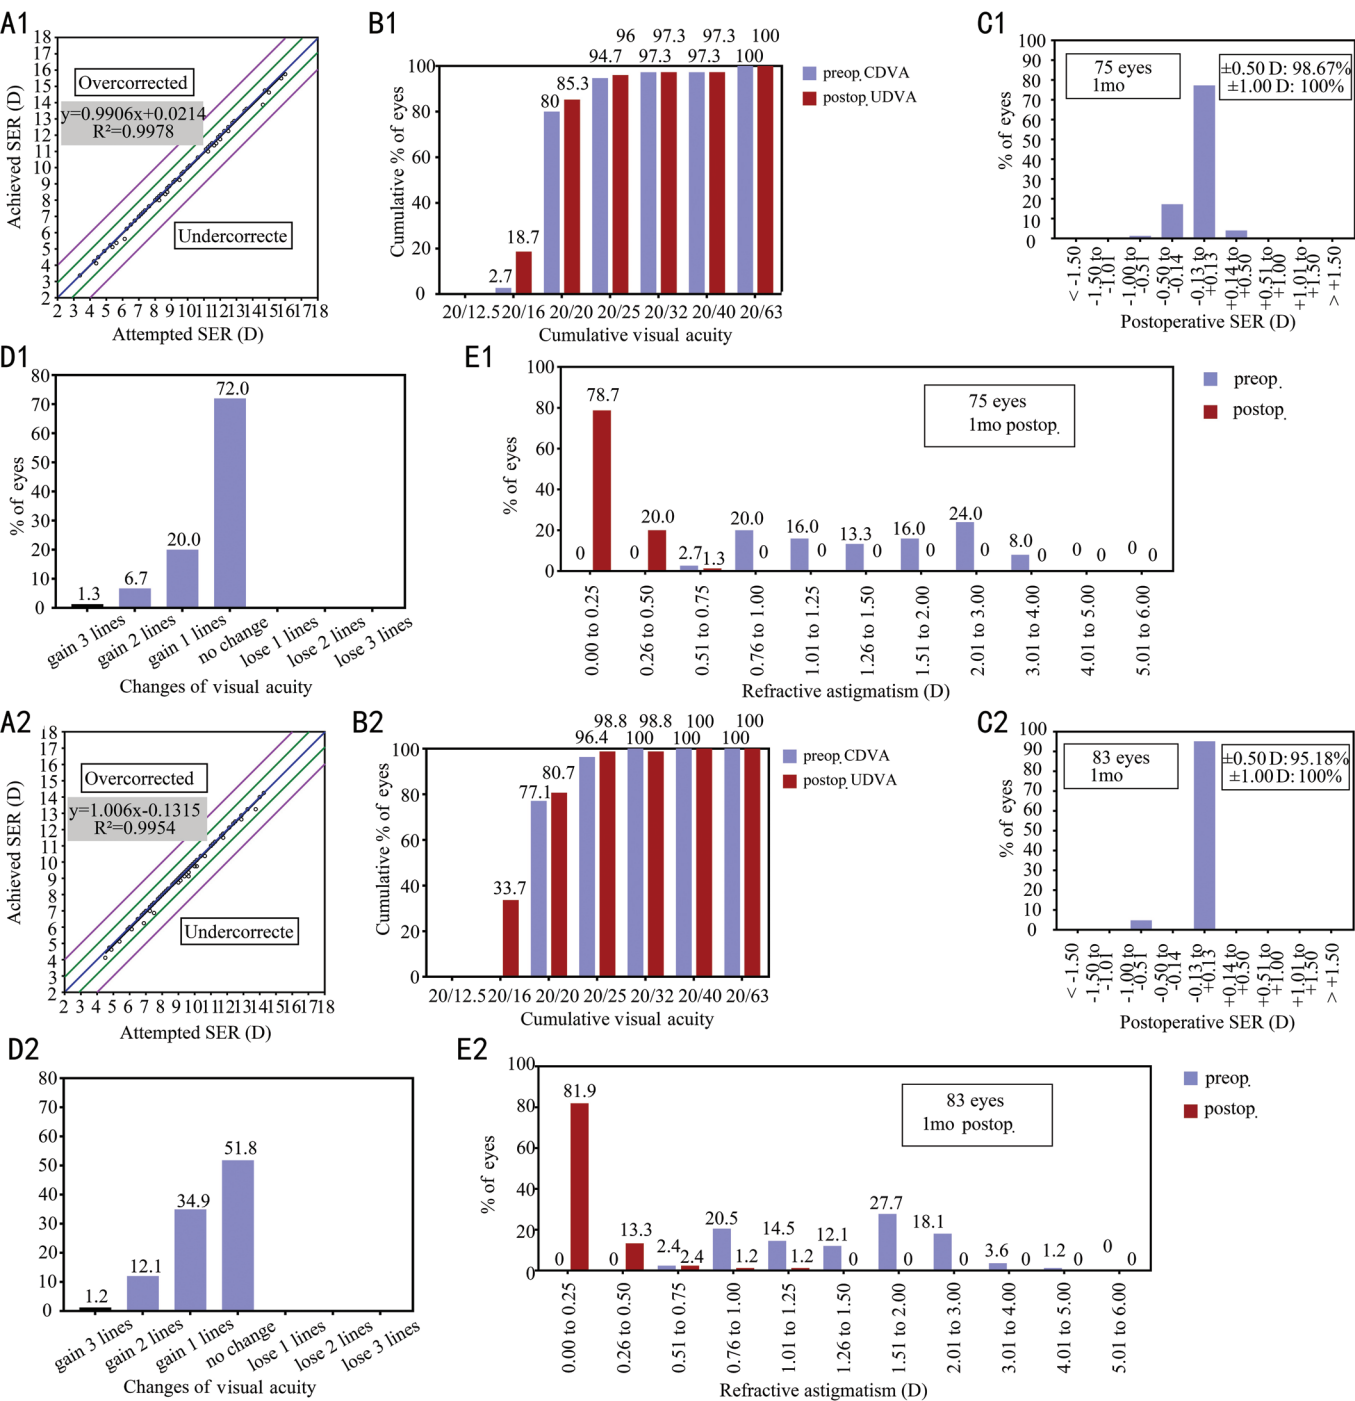 A1
18
17
16
15
14
13
12
11
10
9
8
7
6
5
4
3
2
Achieved SER (D)
Overcorrected
y=0.9906x+0.0214
R²=0.9978
Undercorrecte
2 3 4 5 6 7 8 9 101 1121314151617 18
Attempted SER (D)
B1
96 97.3 97.3 100
94.7 97.3 97.3 100
100
80
60
40
20
0
Cumulative % of eyes
2.7
18.7
80
85.3
20/12.5 20/16 20/20 20/25 20/32 20/40 20/63
Cumulative visual acuity
preop. CDVA
postop. UDVA
C1
100
90
80
70
60
50
40
30
20
10
0
% of eyes
75 eyes
1mo
±0.50 D: 98.67%
±1.00 D: 100%
< -1.50
-1.50 to -1.01
-1.00 to -0.51
-0.50 to -0.14
-0.13 to +0.13
+0.14 to +0.50
+0.51 to +1.00
+1.01 to +1.50
> +1.50
Postoperative SER (D)
D1
80
70
60
50
40
30
20
10
0
% of eyes
1.3
6.7
20.0
72.0
gain 3 lines
gain 2 lines
gain 1 lines
no change
lose 1 lines
lose 2 lines
lose 3 lines
Changes of visual acuity
E1
100
80
60
40
20
0
% of eyes
75 eyes
1mo postop.
0 78.7 0 20.0 2.7 1.3 20.0 0 16.0 0 13.3 0 16.0 0 24.0 0 8.0 0 0 0 0 0
0.00 to 0.25
0.26 to 0.50
0.51 to 0.75
0.76 to 1.00
1.01 to 1.25
1.26 to 1.50
1.51 to 2.00
2.01 to 3.00
3.01 to 4.00
4.01 to 5.00
5.01 to 6.00
Refractive astigmatism (D)
preop.
postop.
A2
18
17
16
15
14
13
12
11
10
9
8
7
6
5
4
3
2
Achieved SER (D)
Overcorrected
y=1.006x-0.1315
R²=0.9954
Undercorrecte
2 3 4 5 6 7 8 9 101 1121314151617 18
Attempted SER (D)
B2
98.8 98.8 100 100
96.4 100 100 100
100
80
60
40
20
0
Cumulative % of eyes
33.7
77.1
80.7
20/12.5 20/16 20/20 20/25 20/32 20/40 20/63
Cumulative visual acuity
preop. CDVA
postop. UDVA
C2
100
90
80
70
60
50
40
30
20
10
0
% of eyes
83 eyes
1mo
±0.50 D: 95.18%
±1.00 D: 100%
< -1.50
-1.50 to -1.01
-1.00 to -0.51
-0.50 to -0.14
-0.13 to +0.13
+0.14 to +0.50
+0.51 to +1.00
+1.01 to +1.50
> +1.50
Postoperative SER (D)
D2
80
70
60
50
40
30
20
10
0
1.2
12.1
34.9
51.8
gain 3 lines
gain 2 lines
gain 1 lines
no change
lose 1 lines
lose 2 lines
lose 3 lines
Changes of visual acuity
E2
100
80
60
40
20
0
% of eyes
83 eyes
1mo postop.
0 81.9 0 13.3 2.4 2.4 20.5 1.2 14.5 1.2 12.1 0 27.7 0 18.1 0 3.6 0 1.2 0 0 0
0.00 to 0.25
0.26 to 0.50
0.51 to 0.75
0.76 to 1.00
1.01 to 1.25
1.26 to 1.50
1.51 to 2.00
2.01 to 3.00
3.01 to 4.00
4.01 to 5.00
5.01 to 6.00
Refractive astigmatism (D)
preop.
postop.